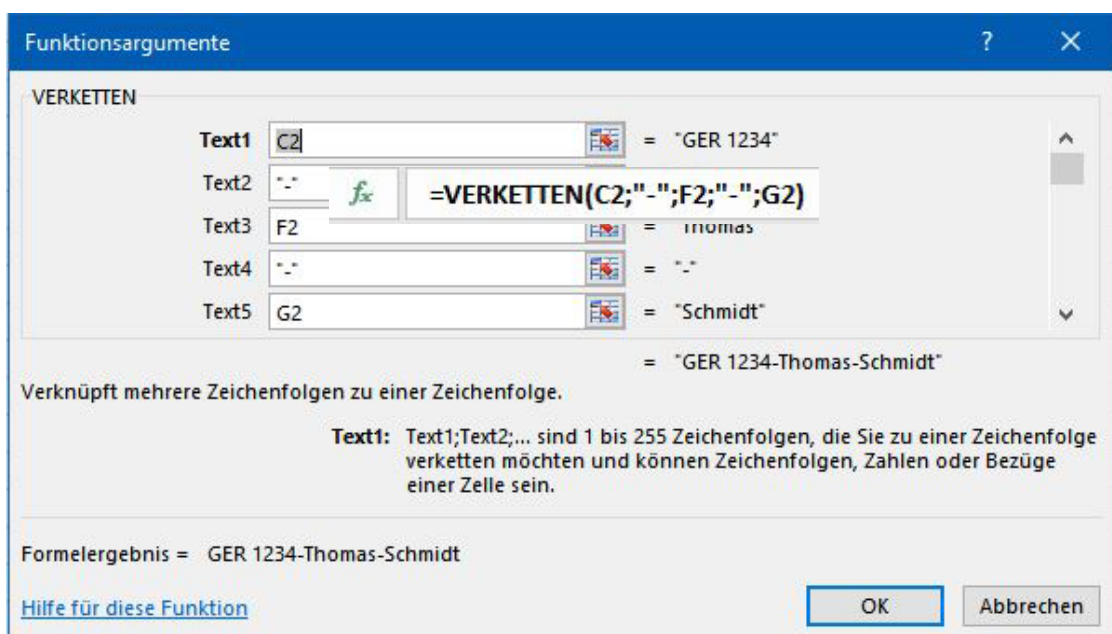 Funktionsargumente ? ×
VERKETTEN
Text1 C2 = "GER 1234"
Text2 "-"
fx =VERKETTEN(C2;"-";F2;"-";G2)
Text3 F2 = "Thomas"
Text4 "-" = "-"
Text5 G2 = "Schmidt"
= "GER 1234-Thomas-Schmidt"
Verknüpft mehrere Zeichenfolgen zu einer Zeichenfolge.
Text1: Text1;Text2;... sind 1 bis 255 Zeichenfolgen, die Sie zu einer Zeichenfolge
verketten möchten und können Zeichenfolgen, Zahlen oder Bezüge
einer Zelle sein.
Formelergebnis = GER 1234-Thomas-Schmidt
Hilfe für diese Funktion
OK Abbrechen